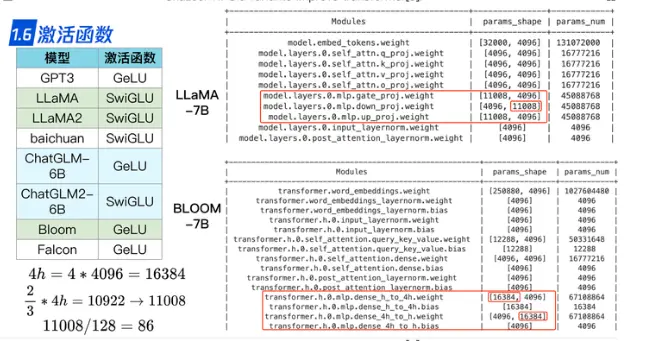 1.6 激活函数
模型 激活函数
GPT3 GeLU
LLaMA SwiGLU
LLaMA2 SwiGLU
baichuan SwiGLU
ChatGLM-6B GeLU
ChatGLM2-6B SwiGLU
Bloom GeLU
Falcon GeLU
4h = 4 * 4096 = 16384
2/3 * 4h = 10922 → 11008
11008/128 = 86
LLaMA
-7B
Modules | params_shape | params_num
model.embed_tokens.weight | [32000, 4096] | 131072000
model.layers.0.self_attn.q_proj.weight | [4096, 4096] | 16777216
model.layers.0.self_attn.k_proj.weight | [4096, 4096] | 16777216
model.layers.0.self_attn.v_proj.weight | [4096, 4096] | 16777216
model.layers.0.self_attn.o_proj.weight | [4096, 4096] | 16777216
model.layers.0.mlp.gate_proj.weight | [11008, 4096] | 45088768
model.layers.0.mlp.down_proj.weight | [4096, 11008] | 45088768
model.layers.0.mlp.up_proj.weight | [11008, 4096] | 45088768
model.layers.0.input_layernorm.weight | [4096] | 4096
model.layers.0.post_attention_layernorm.weight | [4096] | 4096
BLOOM
-7B
Modules | params_shape | params_num
transformer.word_embeddings.weight | [250880, 4096] | 1027604480
transformer.word_embeddings_layernorm.weight | [4096] | 4096
transformer.word_embeddings_layernorm.bias | [4096] | 4096
transformer.h.0.input_layernorm.weight | [4096] | 4096
transformer.h.0.input_layernorm.bias | [4096] | 4096
transformer.h.0.self_attention.query_key_value.weight | [12288, 4096] | 50331648
transformer.h.0.self_attention.query_key_value.bias | [12288] | 12288
transformer.h.0.self_attention.dense.weight | [4096, 4096] | 16777216
transformer.h.0.self_attention.dense.bias | [4096] | 4096
transformer.h.0.post_attention_layernorm.weight | [4096] | 4096
transformer.h.0.post_attention_layernorm.bias | [4096] | 4096
transformer.h.0.mlp.dense_h_to_4h.weight | [16384, 4096] | 67108864
transformer.h.0.mlp.dense_h_to_4h.bias | [16384] | 16384
transformer.h.0.mlp.dense_4h_to_h.weight | [4096, 16384] | 67108864
transformer.h.0.mlp.dense_4h_to_h.bias | [4096] | 4096